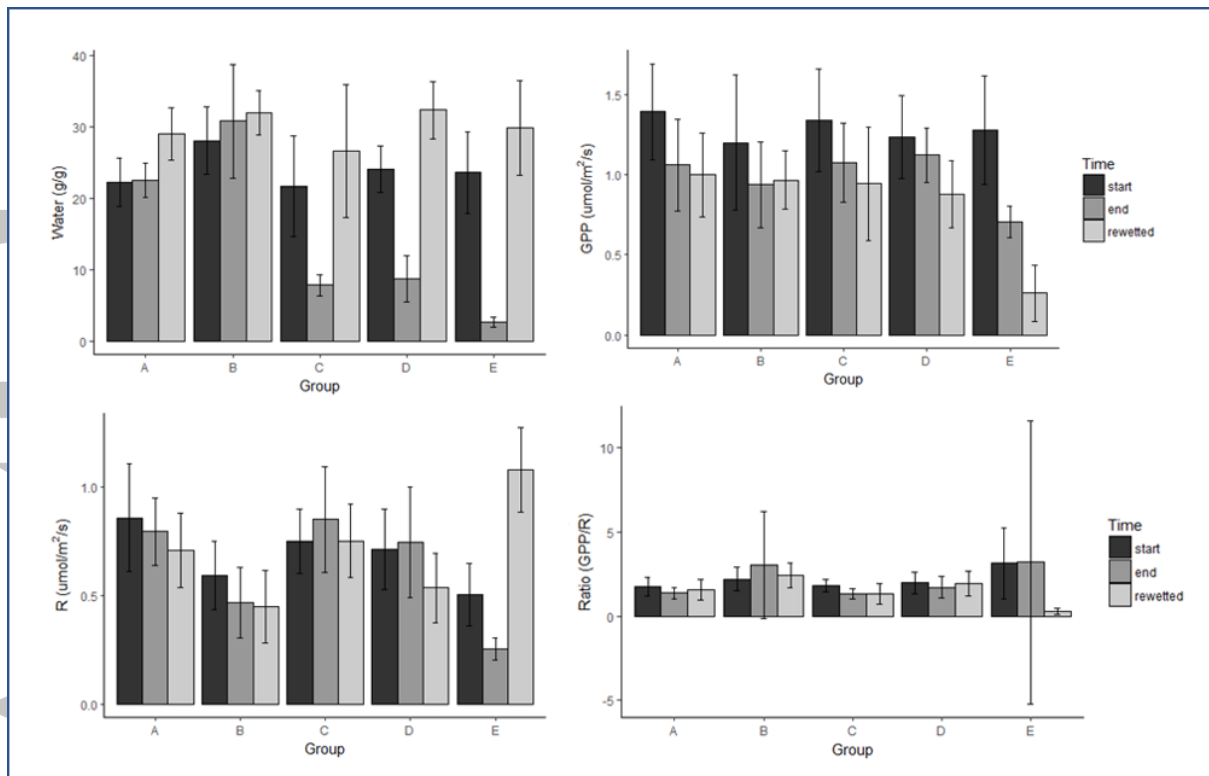 40
30
20
10
0
Water (g/g)
A B C D E
Group
1.5
1.0
0.5
0.0
GPP (umol/m²/s)
A B C D E
Group
Time
start
end
rewetted
1.0
0.5
0.0
R (umol/m²/s)
A B C D E
Group
10
5
0
-5
Ratio (GPP/R)
A B C D E
Group
Time
start
end
rewetted